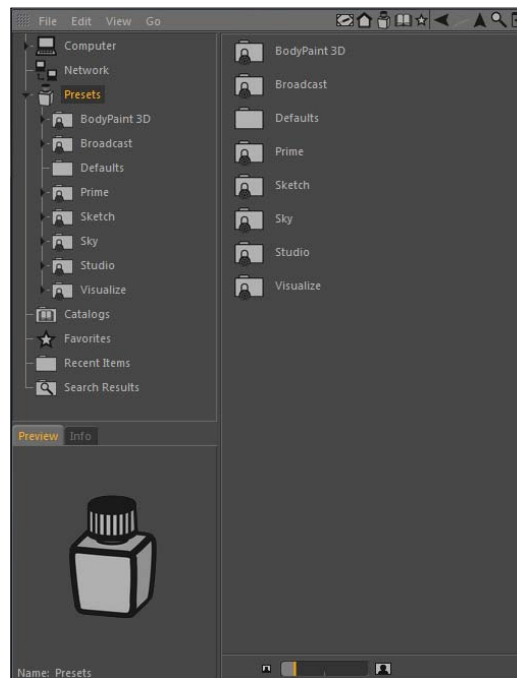 File Edit View Go
Computer
Network
Presets
BodyPaint 3D
Broadcast
Defaults
Prime
Sketch
Sky
Studio
Visualize
Catalogs
Favorites
Recent Items
Search Results
BodyPaint 3D
Broadcast
Defaults
Prime
Sketch
Sky
Studio
Visualize
Preview Info
Name: Presets